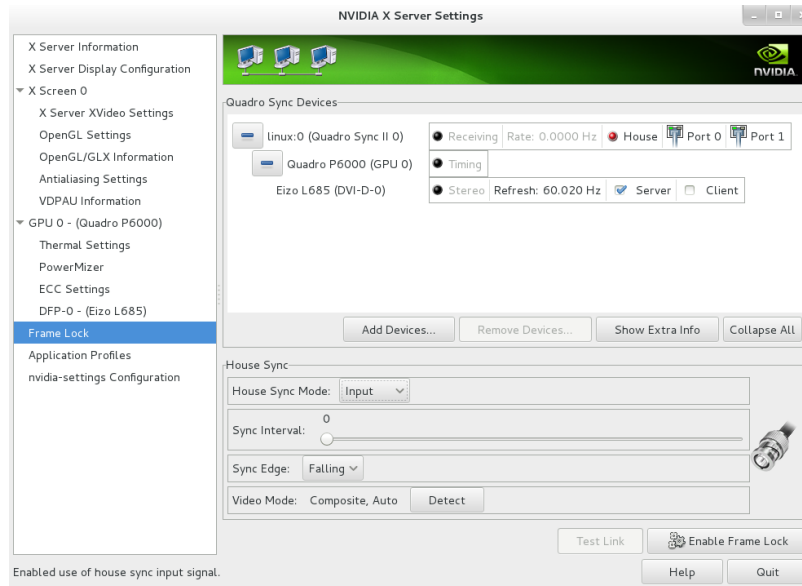 NVIDIA X Server Settings
X Server Information
X Server Display Configuration
X Screen 0
X Server XVideo Settings
OpenGL Settings
OpenGL/GLX Information
Antialiasing Settings
VDPAU Information
GPU 0 - (Quadro P6000)
Thermal Settings
PowerMizer
ECC Settings
DFP-0 - (Eizo L685)
Frame Lock
Application Profiles
nvidia-settings Configuration
NVIDIA.
Quadro Sync Devices
linux:0 (Quadro Sync II 0) Receiving Rate: 0.0000 Hz House Port 0 Port 1
Quadro P6000 (GPU 0) Timing
Eizo L685 (DVI-D-0) Stereo Refresh: 60.020 Hz Server Client
Add Devices... Remove Devices... Show Extra Info Collapse All
House Sync
House Sync Mode: Input
0
Sync Interval:
Sync Edge: Falling
Video Mode: Composite, Auto Detect
Test Link Enable Frame Lock
Enabled use of house sync input signal. Help Quit